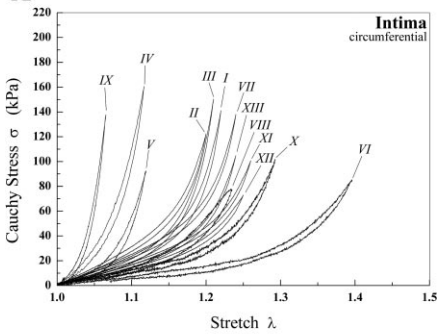 Intima
circumferential
220
200
180
160
140
120
100
80
60
40
20
0
Cauchy Stress σ (kPa)
IX
IV
V
III
I
VII
II
XIII
VIII
XI
XII
X
VI
1.0 1.1 1.2 1.3 1.4 1.5
Stretch λ